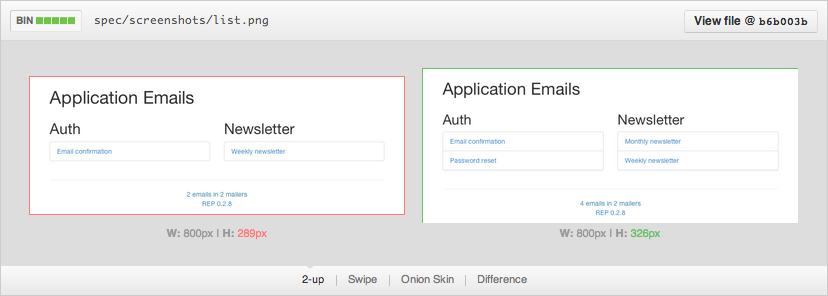 BIN spec/screenshots/list.png View file @ b6b003b
Application Emails
Auth Newsletter
Email confirmation Weekly newsletter
2 emails in 2 mailers
REP 0.2.8
W: 800px | H: 289px
Application Emails
Auth Newsletter
Email confirmation Monthly newsletter
Password reset Weekly newsletter
4 emails in 2 mailers
REP 0.2.8
W: 800px | H: 326px
2-up | Swipe | Onion Skin | Difference